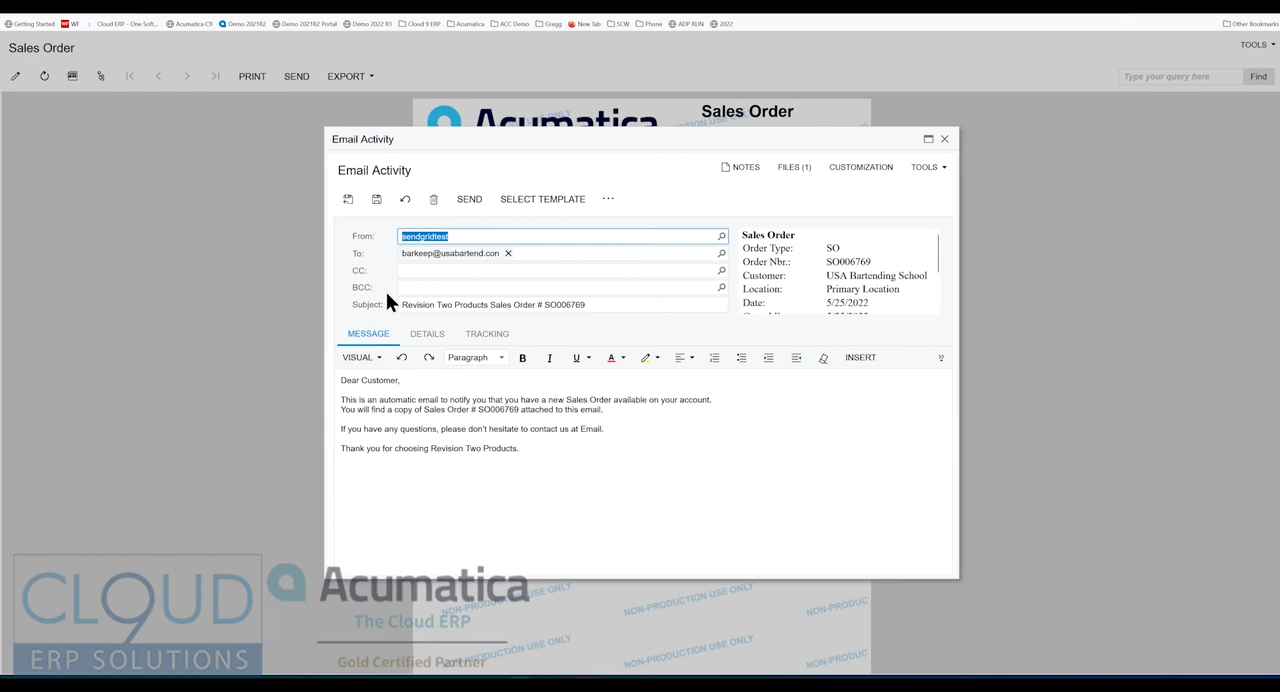 Getting Started WF Cloud ERP - One Soft... Acumatica C9 Demo 2021R2 Demo 2021R2 Portal Demo 2022 R1 Cloud 9 ERP Acumatica ACC Demo Gregg New Tab SCW Phone ADP RUN 2022 Other Bookmarks
Sales Order
TOOLS
PRINT SEND EXPORT
Type your query here Find
Acumatica
Sales Order
Email Activity
Email Activity
NOTES FILES (1) CUSTOMIZATION TOOLS
SEND SELECT TEMPLATE ...
From: sendgridtest
To: barkeep@usabartend.con
CC:
BCC:
Subject: Revision Two Products Sales Order # SO006769
Sales Order
Order Type: SO
Order Nbr.: SO006769
Customer: USA Bartending School
Location: Primary Location
Date: 5/25/2022
MESSAGE DETAILS TRACKING
VISUAL Paragraph B I U A INSERT
Dear Customer,
This is an automatic email to notify you that you have a new Sales Order available on your account.
You will find a copy of Sales Order # SO006769 attached to this email.
If you have any questions, please don't hesitate to contact us at Email.
Thank you for choosing Revision Two Products.
CLOUD
9
ERP SOLUTIONS
Acumatica
The Cloud ERP
Gold Certified Partner
NON-PRODUCTION USE ONLY
NON-PRODUCTION USE ONLY
NON-PRODUC
NON-PRODUCTION USE ONLY
NON-PRODUCTION USE ONLY
NON-PRODUC